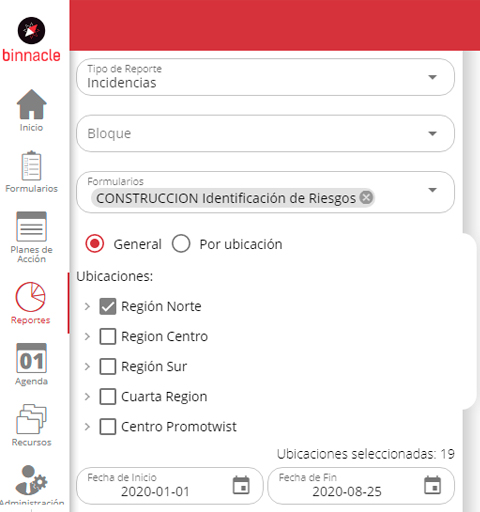 binnacle
Inicio
Formularios
Planes de
Acción
Reportes
01
Agenda
Recursos
Administración
Tipo de Reporte
Incidencias
Bloque
Formularios
CONSTRUCCION Identificación de Riesgos
General Por ubicación
Ubicaciones:
Región Norte
Region Centro
Región Sur
Cuarta Region
Centro Promotwist
Ubicaciones seleccionadas: 19
Fecha de Inicio Fecha de Fin
2020-01-01 2020-08-25